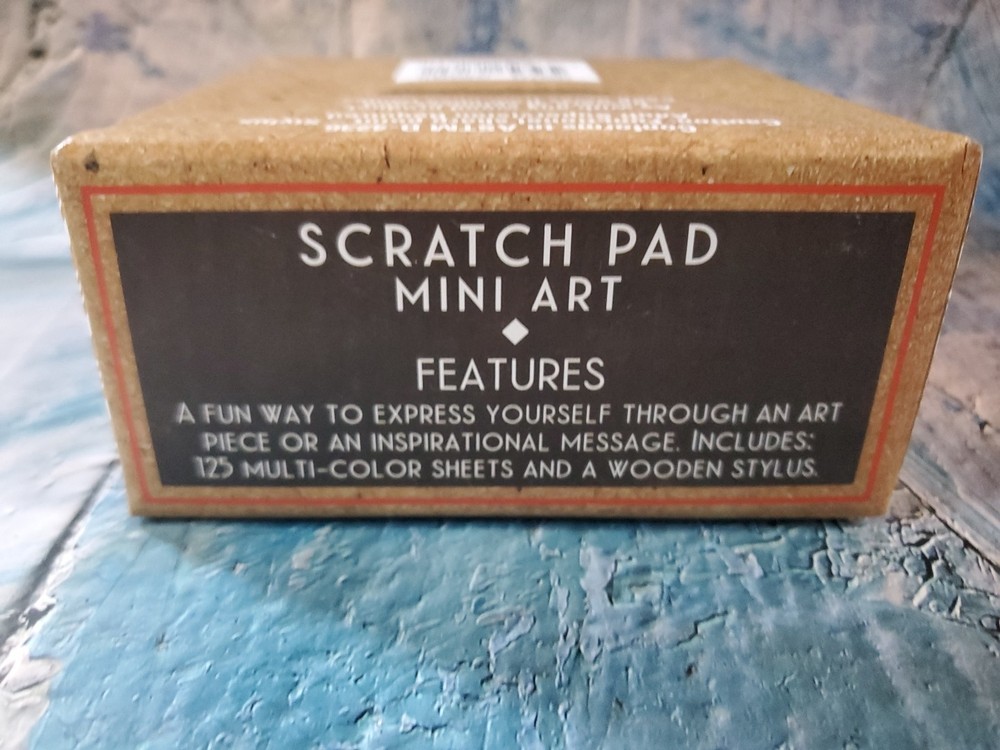 SCRATCH PAD
MINI ART
FEATURES
A FUN WAY TO EXPRESS YOURSELF THROUGH AN ART
PIECE OR AN INSPIRATIONAL MESSAGE. INCLUDES:
125 MULTI-COLOR SHEETS AND A WOODEN STYLUS.